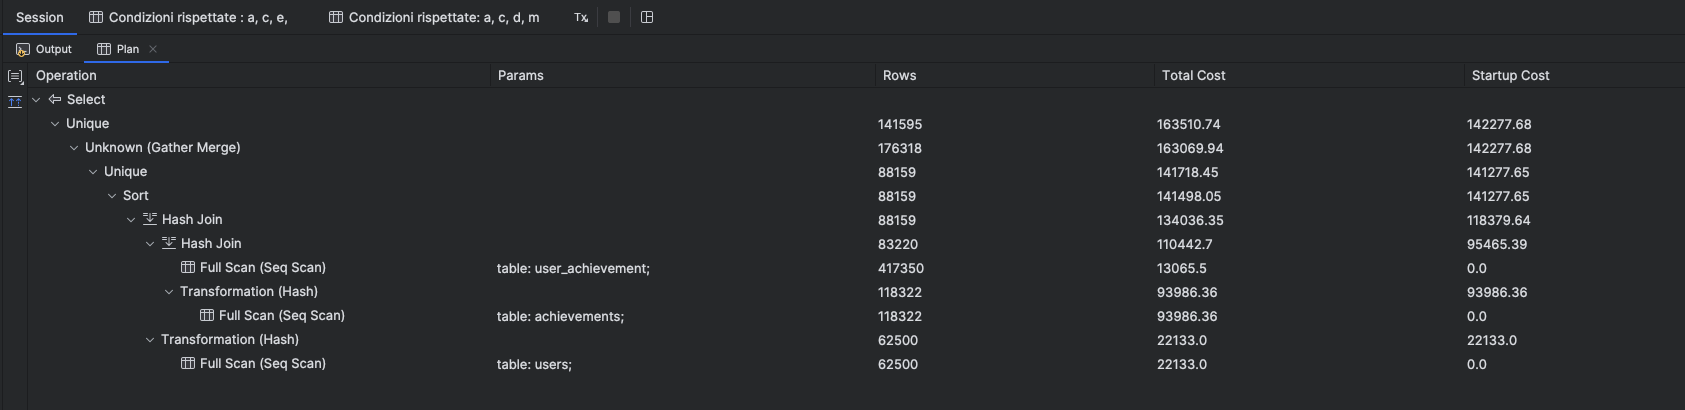 Session Condizioni rispettate : a, c, e, Condizioni rispettate: a, c, d, m Tx
Output Plan
Operation Params Rows Total Cost Startup Cost
Select
Unique 141595 163510.74 142277.68
Unknown (Gather Merge) 176318 163069.94 142277.68
Unique 88159 141718.45 141277.65
Sort 88159 141498.05 141277.65
Hash Join 88159 134036.35 118379.64
Hash Join 83220 110442.7 95465.39
Full Scan (Seq Scan) table: user_achievement; 417350 13065.5 0.0
Transformation (Hash) 118322 93986.36 93986.36
Full Scan (Seq Scan) table: achievements; 118322 93986.36 0.0
Transformation (Hash) 62500 22133.0 22133.0
Full Scan (Seq Scan) table: users; 62500 22133.0 0.0